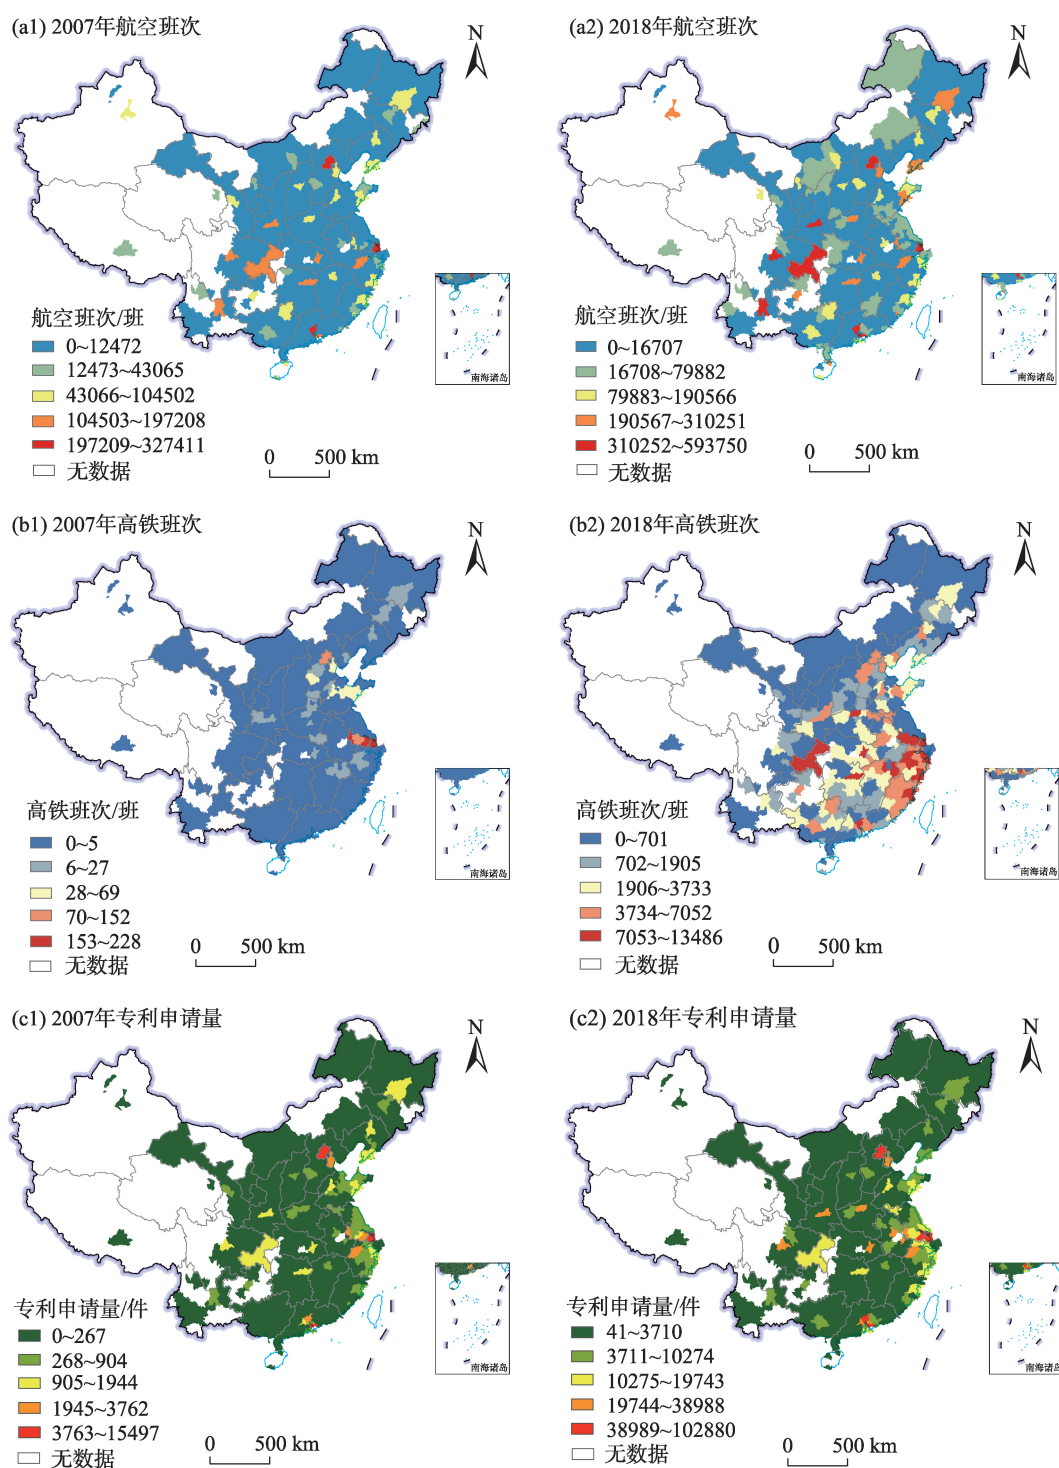 (a1) 2007年航空班次
N
航空班次/班
0~12472
12473~43065
43066~104502
104503~197208
197209~327411
无数据
0 500 km
南海诸岛
(a2) 2018年航空班次
N
航空班次/班
0~16707
16708~79882
79883~190566
190567~310251
310252~593750
无数据
0 500 km
南海诸岛
(b1) 2007年高铁班次
N
高铁班次/班
0~5
6~27
28~69
70~152
153~228
无数据
0 500 km
南海诸岛
(b2) 2018年高铁班次
N
高铁班次/班
0~701
702~1905
1906~3733
3734~7052
7053~13486
无数据
0 500 km
南海诸岛
(c1) 2007年专利申请量
N
专利申请量/件
0~267
268~904
905~1944
1945~3762
3763~15497
无数据
0 500 km
南海诸岛
(c2) 2018年专利申请量
N
专利申请量/件
41~3710
3711~10274
10275~19743
19744~38988
38989~102880
无数据
0 500 km
南海诸岛